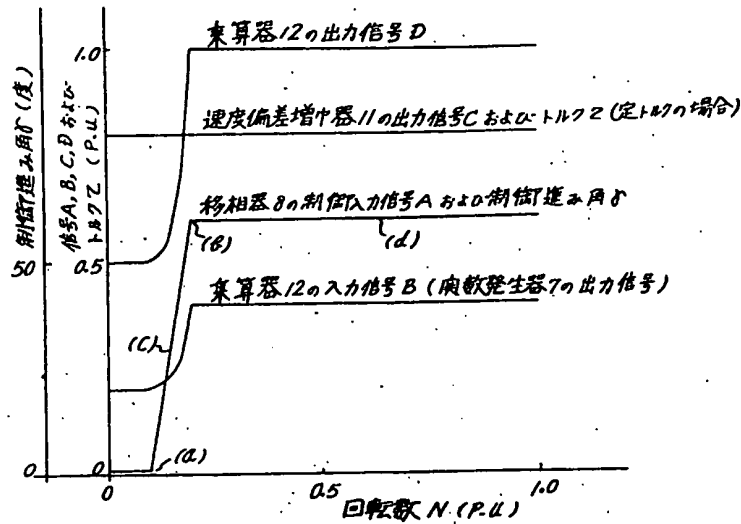 乗算器12の出力信号D
1.0
速度偏差増巾器11の出力信号CおよびトルクZ(定トルクの場合)
移相器8の制御入力信号Aおよび制御進み角γ
(b)
(d)
乗算器12の入力信号B(関数発生器7の出力信号)
(C)
(a)
制御進み角γ(度)
信号A,B,C,Dおよび
トルクZ(P.U.)
50
0.5
0
0
0
0.5
1.0
回転数N(P.U)